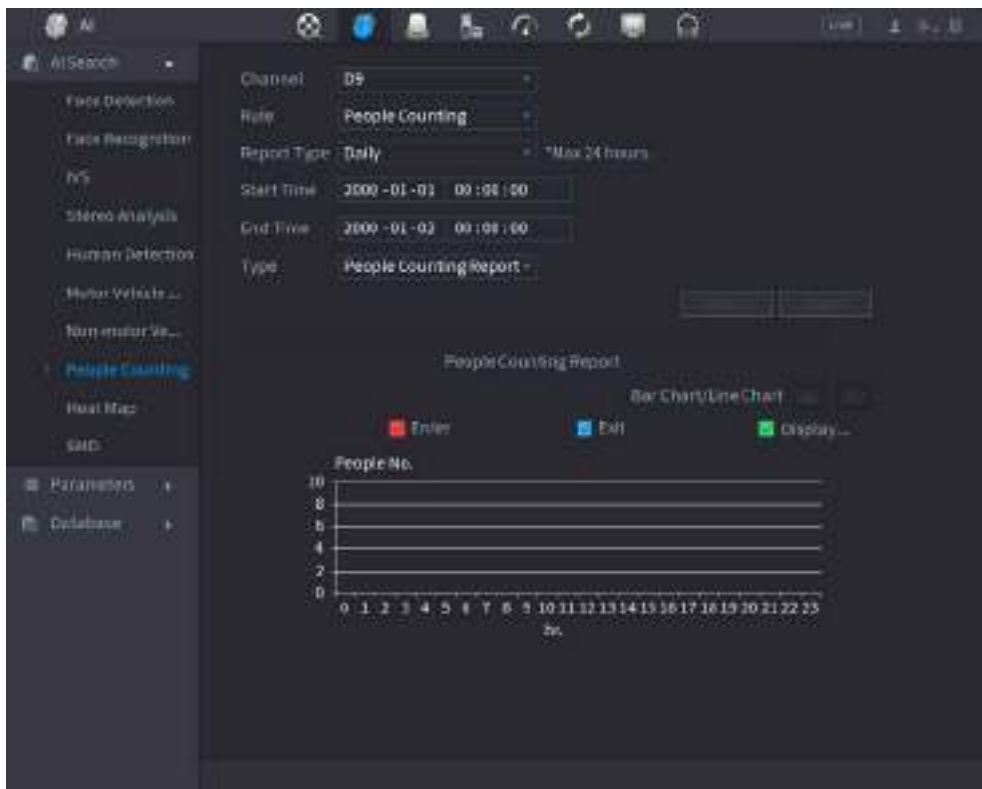 AI
LIVE
AI Search
Face Detection
Face Recognition
IVS
Stereo Analysis
Human Detection
Motor Vehicle ...
Non-motor Ve...
People Counting
Heat Map
SMD
Parameters
Database
Channel D9
Rule People Counting
Report Type Daily *Max 24 hours
Start Time 2000 -01 -01 00 : 00 : 00
End Time 2000 -01 -02 00 : 00 : 00
Type People Counting Report
People Counting Report
Bar Chart/Line Chart
Enter Exit Display...
People No.
10
8
6
4
2
0
0 1 2 3 4 5 6 7 8 9 10 11 12 13 14 15 16 17 18 19 20 21 22 23
hr.